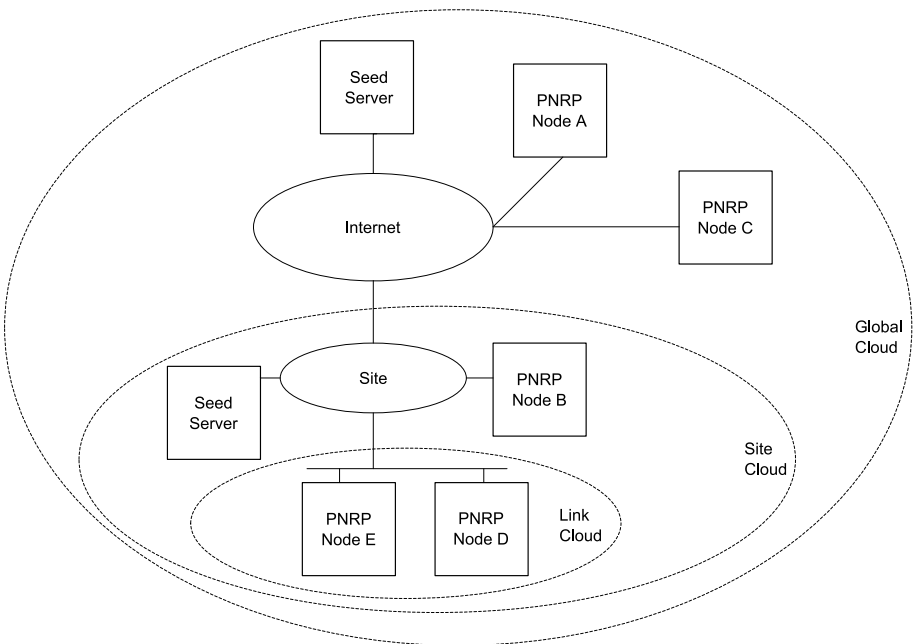 Seed
Server
PNRP
Node A
PNRP
Node C
Internet
Global
Cloud
Site
PNRP
Node B
Seed
Server
Site
Cloud
PNRP
Node E
PNRP
Node D
Link
Cloud